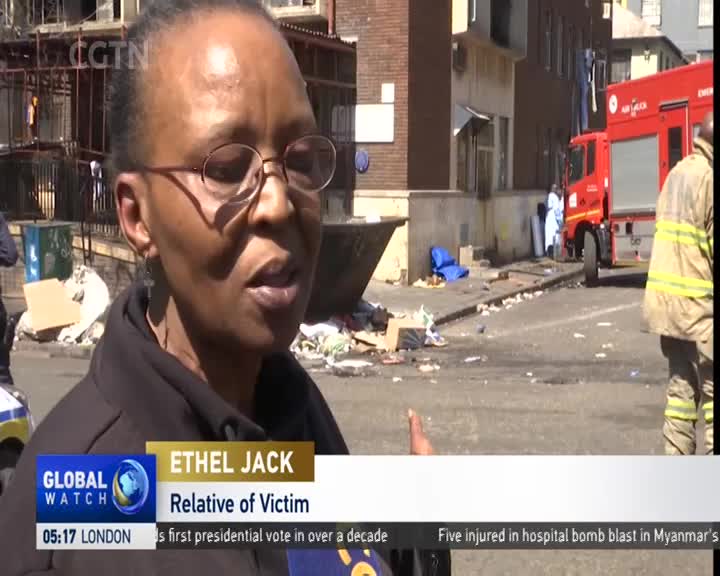 CGTN
ETHEL JACK
Relative of Victim
GLOBAL
WATCH
05:17 LONDON
s first presidential vote in over a decade Five injured in hospital bomb blast in Myanmar's